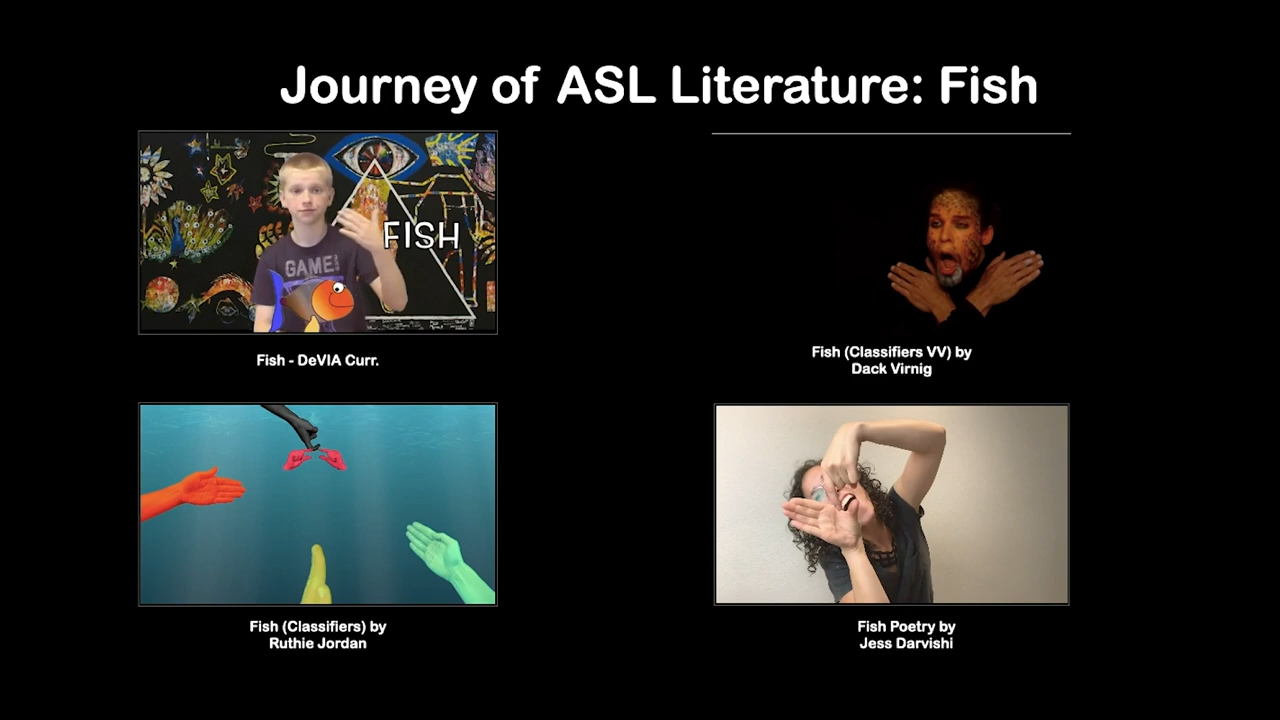 Journey of ASL Literature: Fish
GAME!
FISH
Fish - DeVIA Curr.
Fish (Classifiers VV) by
Dack Virnig
Fish (Classifiers) by
Ruthie Jordan
Fish Poetry by
Jess Darvishi